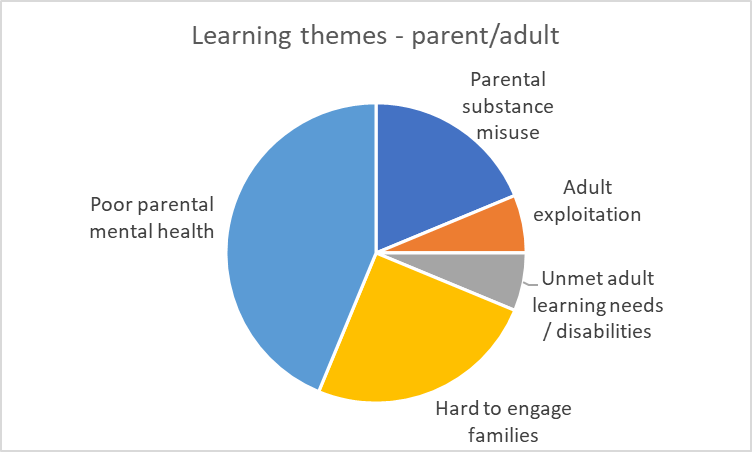 Learning themes - parent/adult
Parental
substance
misuse
Adult
exploitation
Unmet adult
learning needs
/ disabilities
Hard to engage
families
Poor parental
mental health